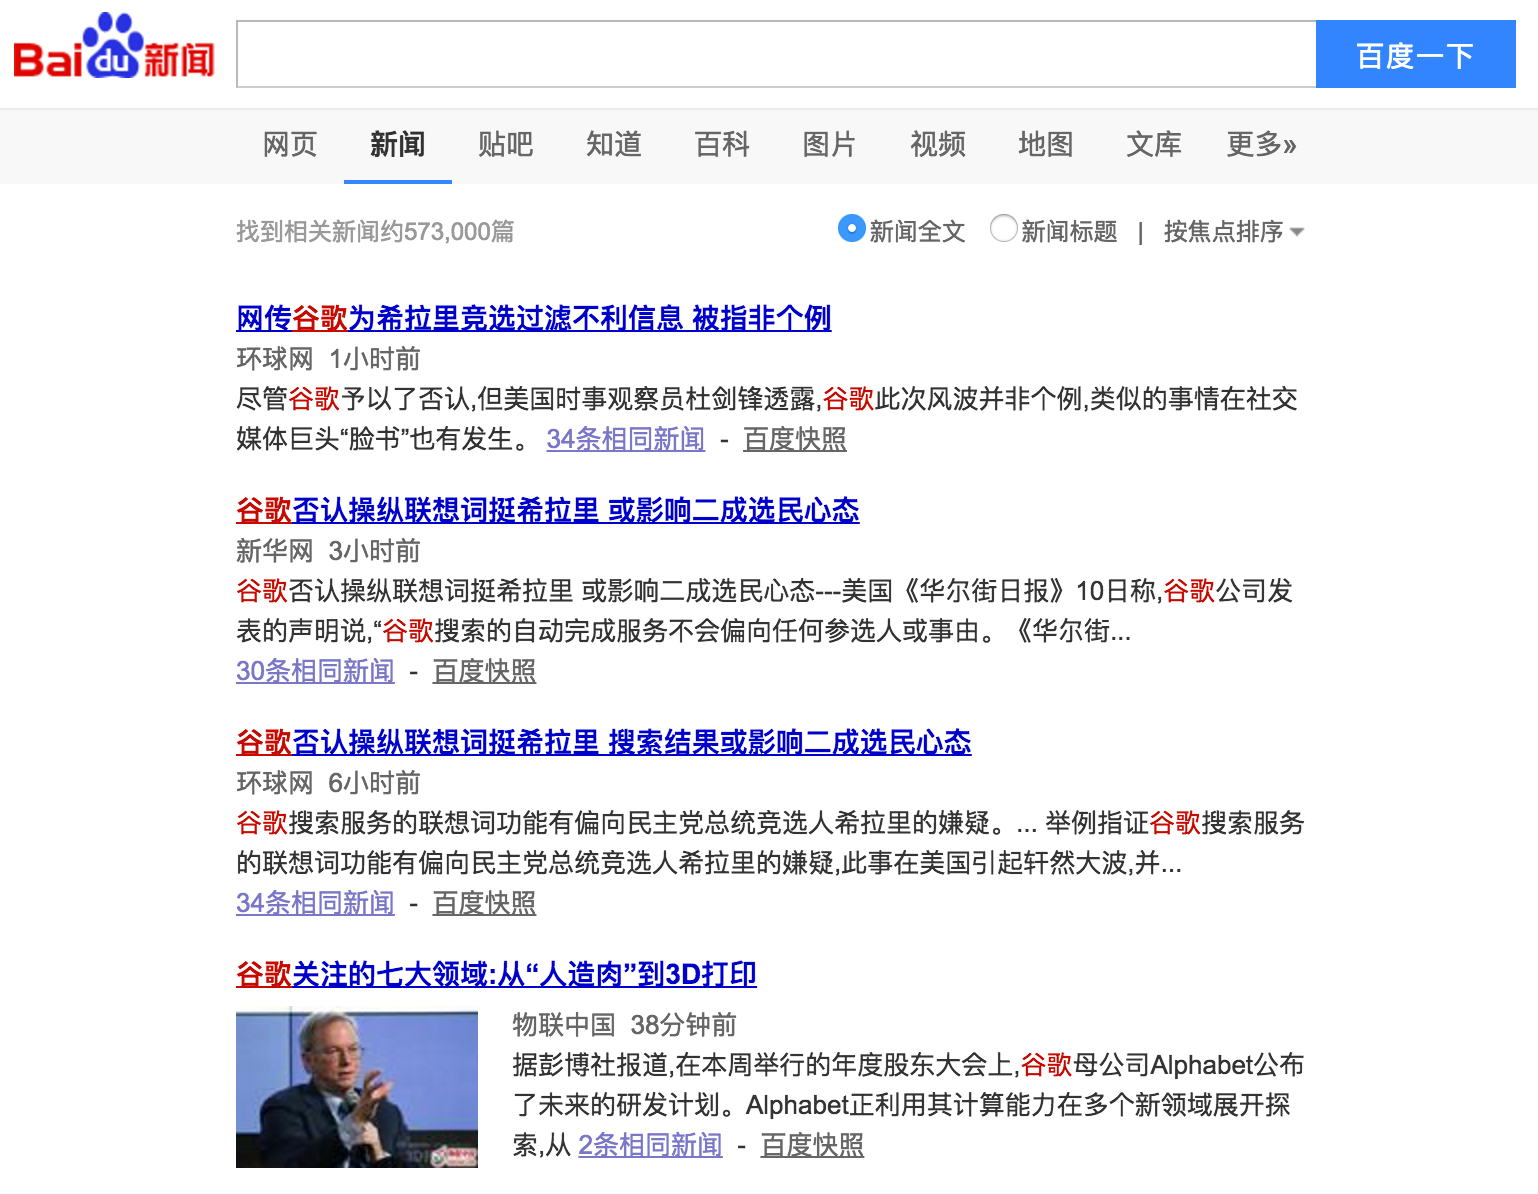 Bai du 新闻
百度一下
网页 新闻 贴吧 知道 百科 图片 视频 地图 文库 更多»
找到相关新闻约573,000篇 新闻全文 新闻标题 | 按焦点排序
网传谷歌为希拉里竞选过滤不利信息 被指非个例
环球网 1小时前
尽管谷歌予以了否认,但美国时事观察员杜剑锋透露,谷歌此次风波并非个例,类似的事情在社交
媒体巨头“脸书”也有发生。 34条相同新闻 - 百度快照
谷歌否认操纵联想词挺希拉里 或影响二成选民心态
新华网 3小时前
谷歌否认操纵联想词挺希拉里 或影响二成选民心态---美国《华尔街日报》10日称,谷歌公司发
表的声明说,“谷歌搜索的自动完成服务不会偏向任何参选人或事由。《华尔街...
30条相同新闻 - 百度快照
谷歌否认操纵联想词挺希拉里 搜索结果或影响二成选民心态
环球网 6小时前
谷歌搜索服务的联想词功能有偏向民主党总统竞选人希拉里的嫌疑。... 举例指证谷歌搜索服务
的联想词功能有偏向民主党总统竞选人希拉里的嫌疑,此事在美国引起轩然大波,并...
34条相同新闻 - 百度快照
谷歌关注的七大领域:从“人造肉”到3D打印
物联中国 38分钟前
据彭博社报道,在本周举行的年度股东大会上,谷歌母公司Alphabet公布
了未来的研发计划。Alphabet正利用其计算能力在多个新领域展开探
索,从 2条相同新闻 - 百度快照